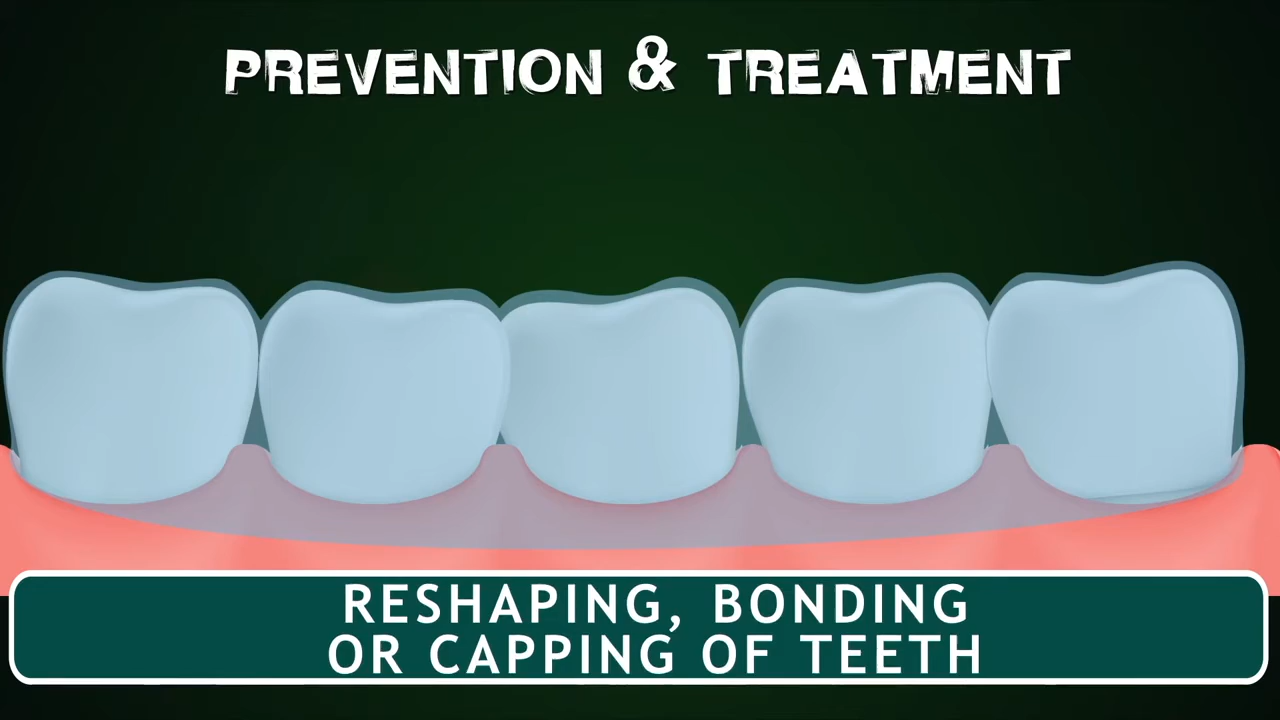 PREVENTION & TREATMENT
RESHAPING, BONDING
OR CAPPING OF TEETH